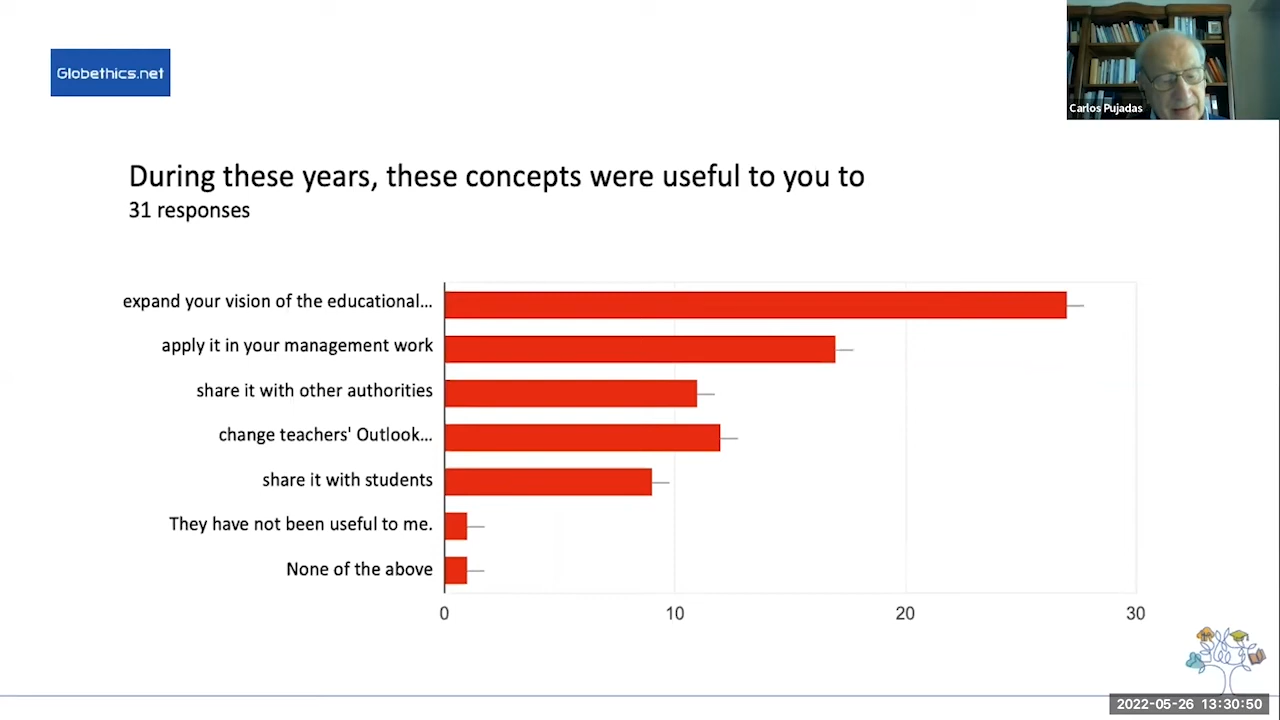 Globethics.net
Carlos Pujadas
During these years, these concepts were useful to you to
31 responses
expand your vision of the educational...
apply it in your management work
share it with other authorities
change teachers' Outlook...
share it with students
They have not been useful to me.
None of the above
0 10 20 30
2022-05-26 13:30:50